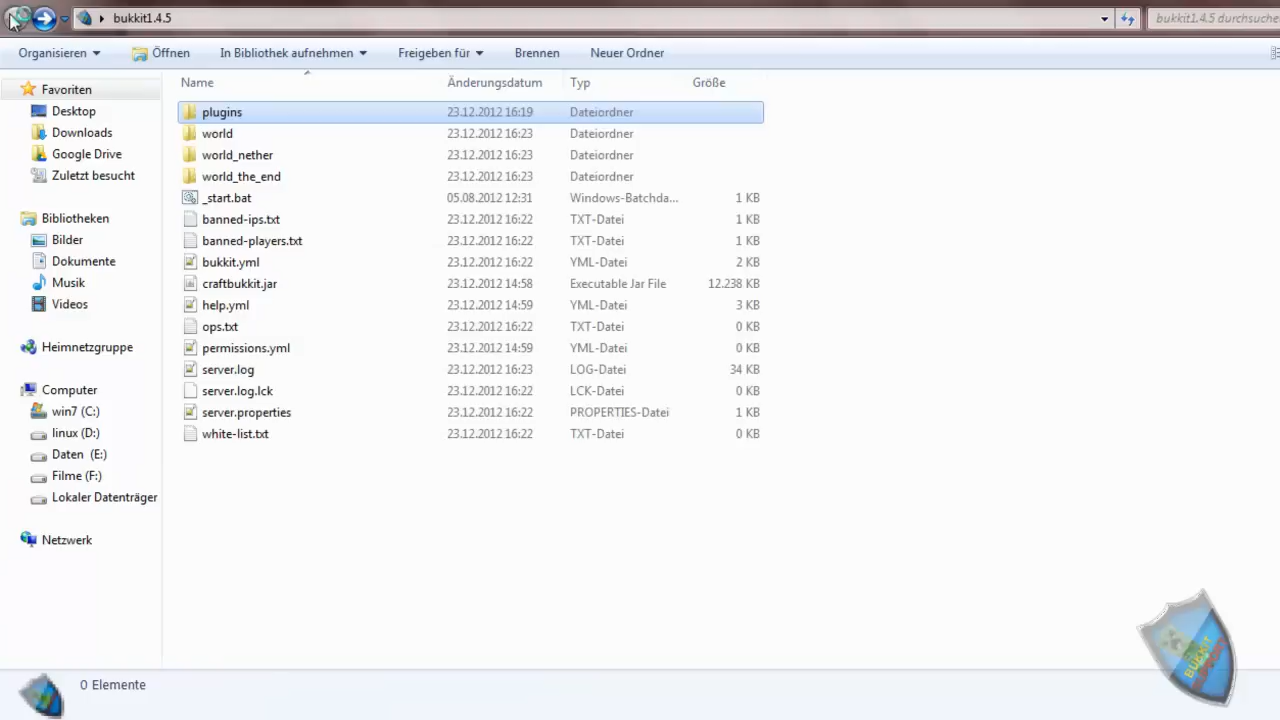 bukkit1.4.5
bukkit1.4.5 durchsuche
Organisieren Öffnen In Bibliothek aufnehmen Freigeben für Brennen Neuer Ordner
Name Änderungsdatum Typ Größe
Favoriten
Desktop
Downloads
Google Drive
Zuletzt besucht
Bibliotheken
Bilder
Dokumente
Musik
Videos
Heimnetzgruppe
Computer
win7 (C:)
linux (D:)
Daten (E:)
Filme (F:)
Lokaler Datenträger
Netzwerk
plugins 23.12.2012 16:19 Dateiordner
world 23.12.2012 16:23 Dateiordner
world_nether 23.12.2012 16:23 Dateiordner
world_the_end 23.12.2012 16:23 Dateiordner
_start.bat 05.08.2012 12:31 Windows-Batchda... 1 KB
banned-ips.txt 23.12.2012 16:22 TXT-Datei 1 KB
banned-players.txt 23.12.2012 16:22 TXT-Datei 1 KB
bukkit.yml 23.12.2012 16:22 YML-Datei 2 KB
craftbukkit.jar 23.12.2012 14:58 Executable Jar File 12.238 KB
help.yml 23.12.2012 14:59 YML-Datei 3 KB
ops.txt 23.12.2012 16:22 TXT-Datei 0 KB
permissions.yml 23.12.2012 14:59 YML-Datei 0 KB
server.log 23.12.2012 16:23 LOG-Datei 34 KB
server.log.lck 23.12.2012 16:22 LCK-Datei 0 KB
server.properties 23.12.2012 16:22 PROPERTIES-Datei 1 KB
white-list.txt 23.12.2012 16:22 TXT-Datei 0 KB
0 Elemente
BUKKIT